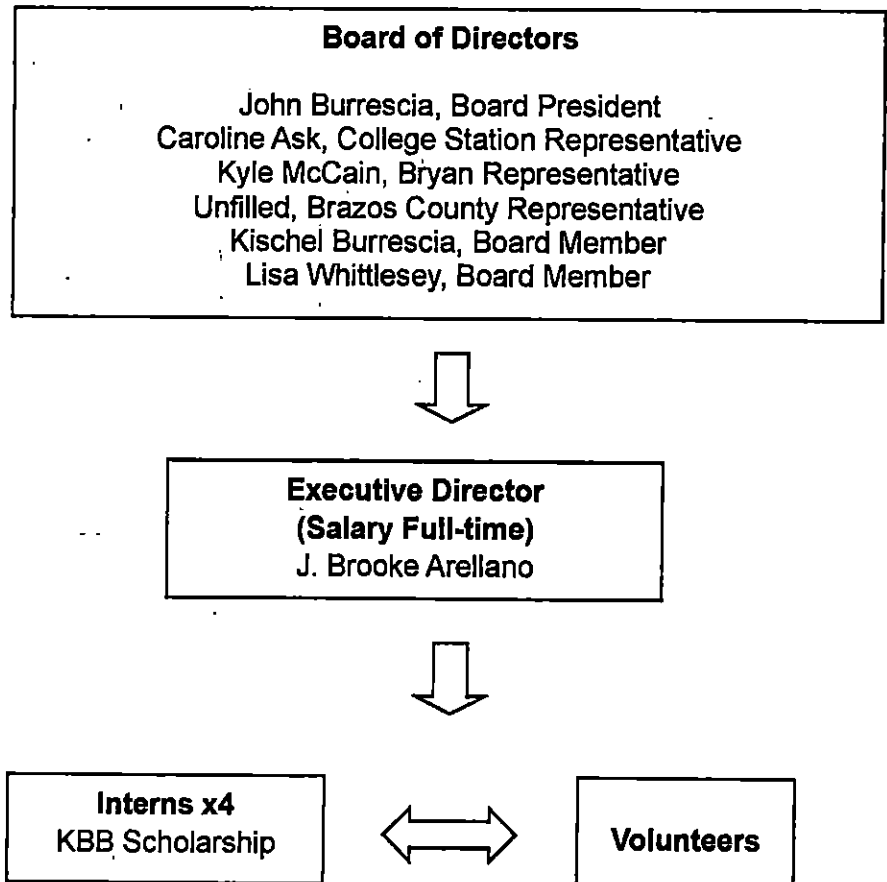 Board of Directors
John Burrescia, Board President
Caroline Ask, College Station Representative
Kyle McCain, Bryan Representative
Unfilled, Brazos County Representative
Kischel Burrescia, Board Member
Lisa Whittlesey, Board Member
Executive Director
(Salary Full-time)
J. Brooke Arellano
Interns x4
KBB Scholarship
Volunteers